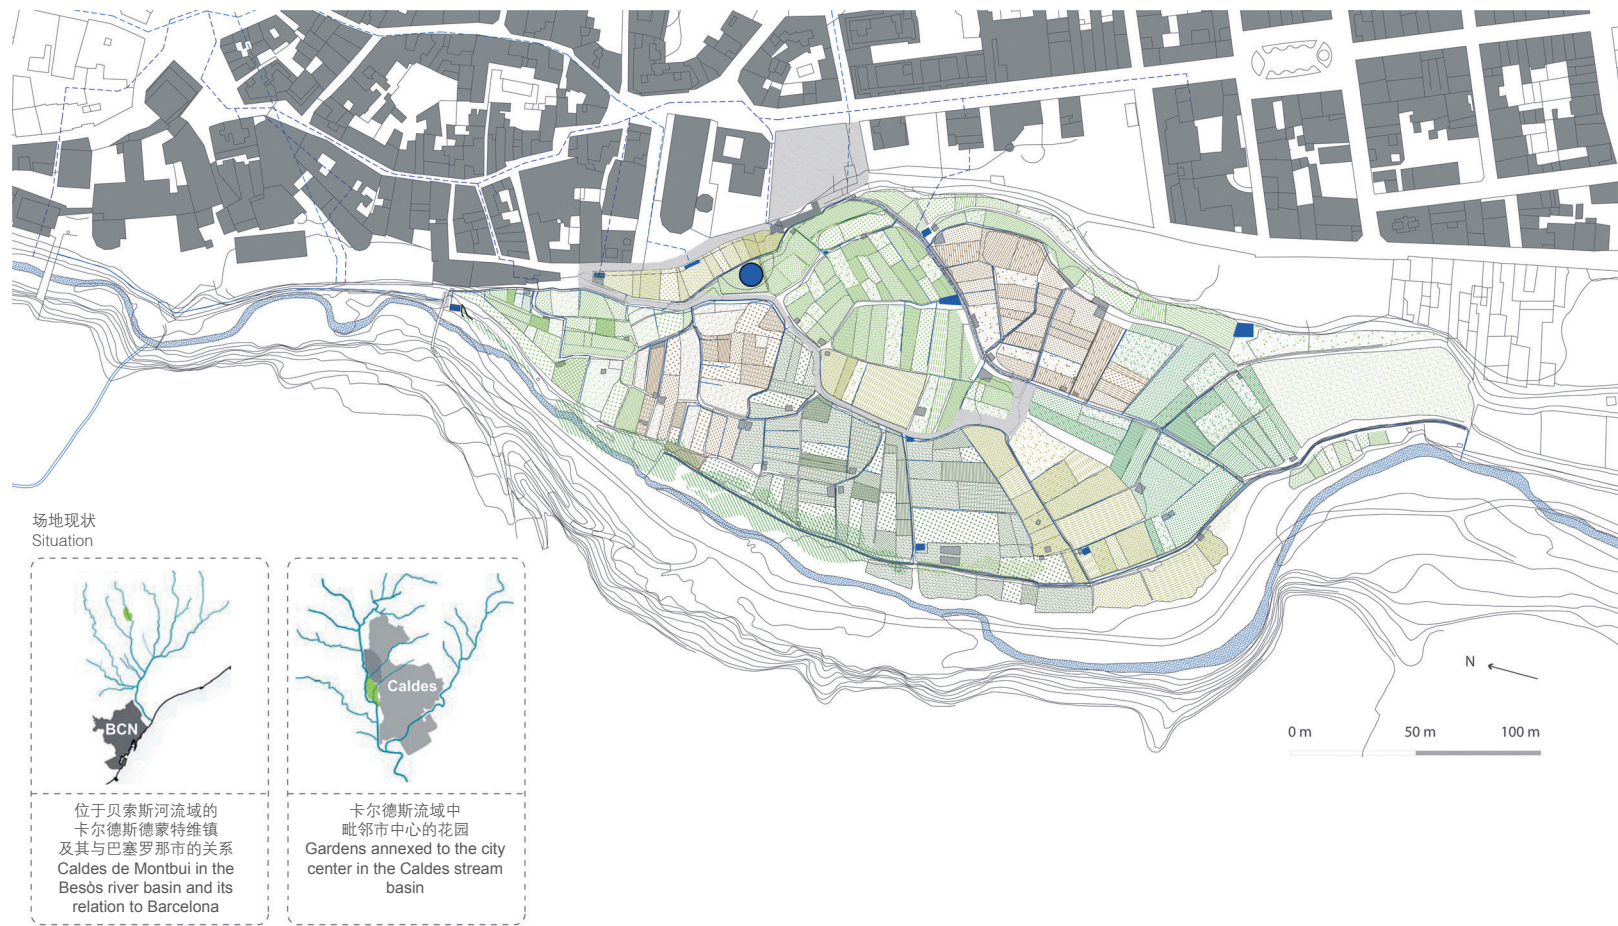 场地现状
Situation
BCN
位于贝索斯河流域的
卡尔德斯德蒙特维镇
及其与巴塞罗那市的关系
Caldes de Montbui in the
Besòs river basin and its
relation to Barcelona
Caldes
卡尔德斯流域中
毗邻市中心的花园
Gardens annexed to the city
center in the Caldes stream
basin
N
0 m 50 m 100 m